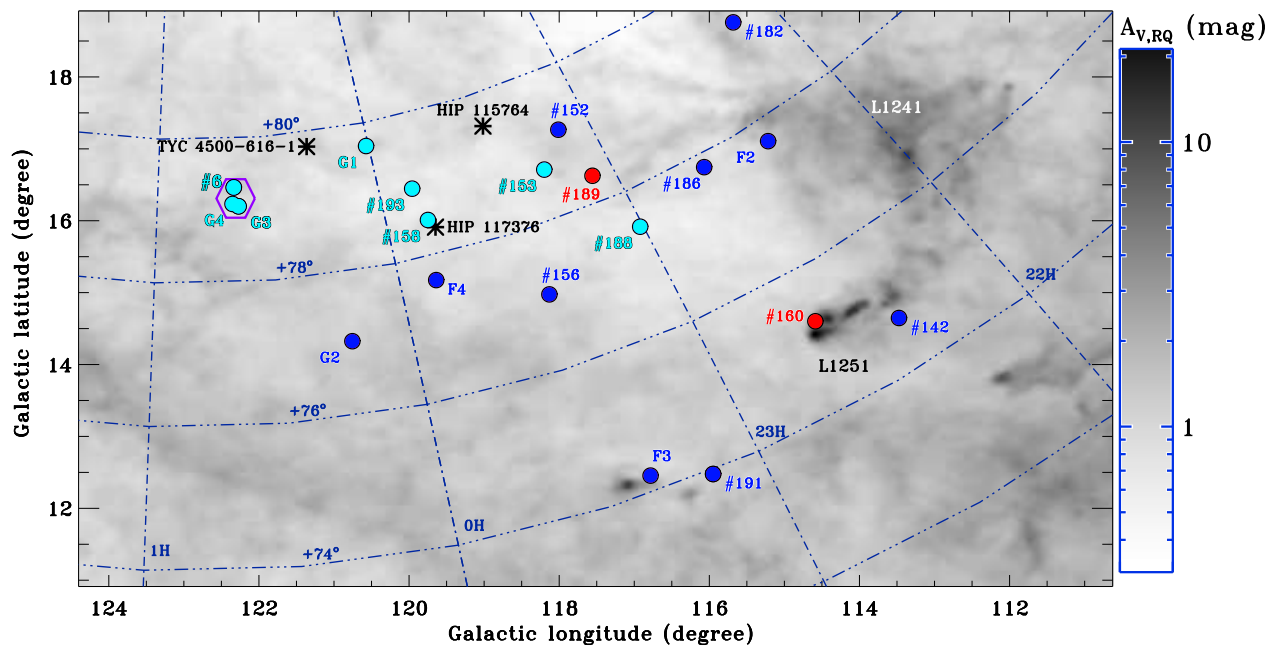 A_V,RQ (mag)
#182
18
L1241
HIP 115764
#152
+80°
TYC 4500-616-1
G1
F2
10
#6
#153
#186
#189
#193
G4
G3
16
HIP 117376
#158
#188
+78°
#156
22H
F4
#160
#142
G2
14
L1251
+76°
1
23H
F3
#191
12
0H
1H
+74°
124
122
120
118
116
114
112
Galactic longitude (degree)
Galactic latitude (degree)